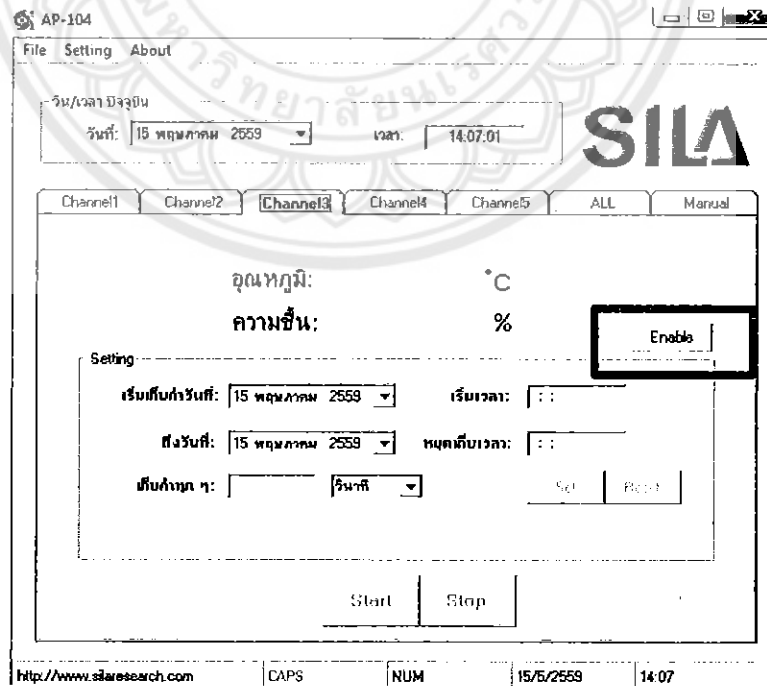 AP-104
File Setting About
วัน/เวลา ปัจจุบัน
วันที่: 15 พฤษภาคม 2559 เวลา: 14:07:01
SILA
Channel1 Channel2 Channel3 Channel4 Channel5 ALL Manual
อุณหภูมิ: °C
ความชื้น: %
Enable
Setting
เริ่มเก็บค่าวันที่: 15 พฤษภาคม 2559 เริ่มเวลา: : :
ถึงวันที่: 15 พฤษภาคม 2559 หยุดเก็บเวลา: : :
เก็บค่าทุก ๆ: วินาที Set Reset
Start Stop
http://www.silaresearch.com CAPS NUM 15/5/2559 14:07